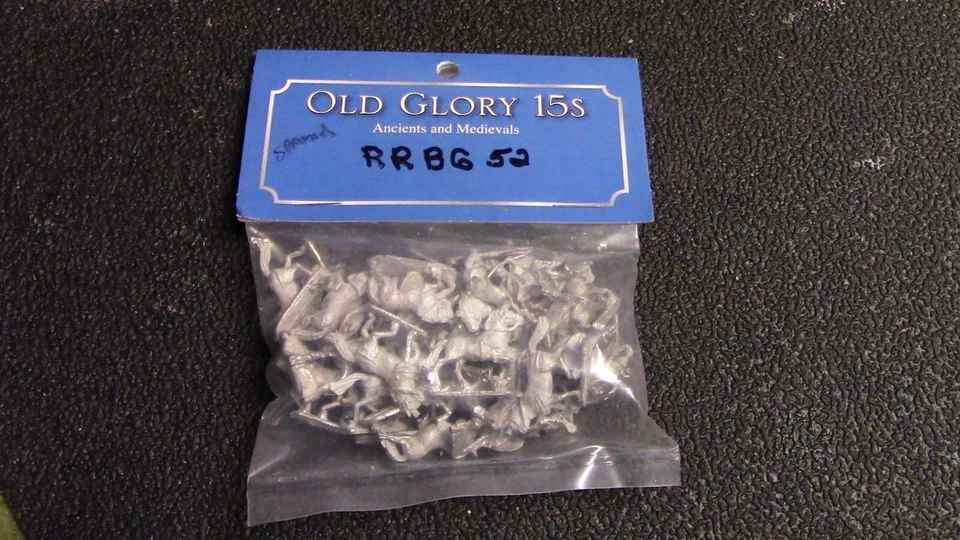 OLD GLORY 15S
Ancients and Medievals
RRBG 52